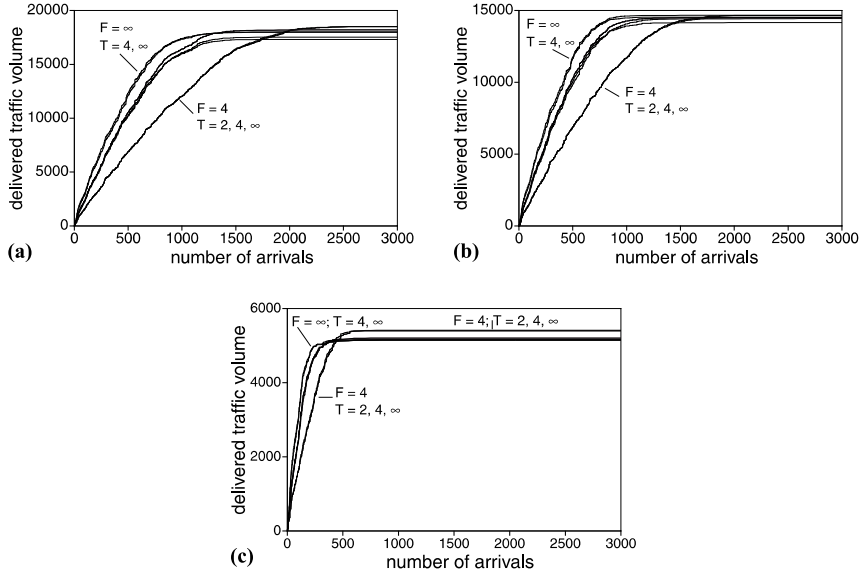 20000
15000
10000
5000
0
delivered traffic volume
F = ∞
T = 4, ∞
F = 4
T = 2, 4, ∞
0 500 1000 1500 2000 2500 3000
number of arrivals
(a)
15000
10000
5000
0
delivered traffic volume
F = ∞
T = 4, ∞
F = 4
T = 2, 4, ∞
0 500 1000 1500 2000 2500 3000
number of arrivals
(b)
6000
4000
2000
0
delivered traffic volume
F = ∞; T = 4, ∞
F = 4; T = 2, 4, ∞
F = 4
T = 2, 4, ∞
0 500 1000 1500 2000 2500 3000
number of arrivals
(c)